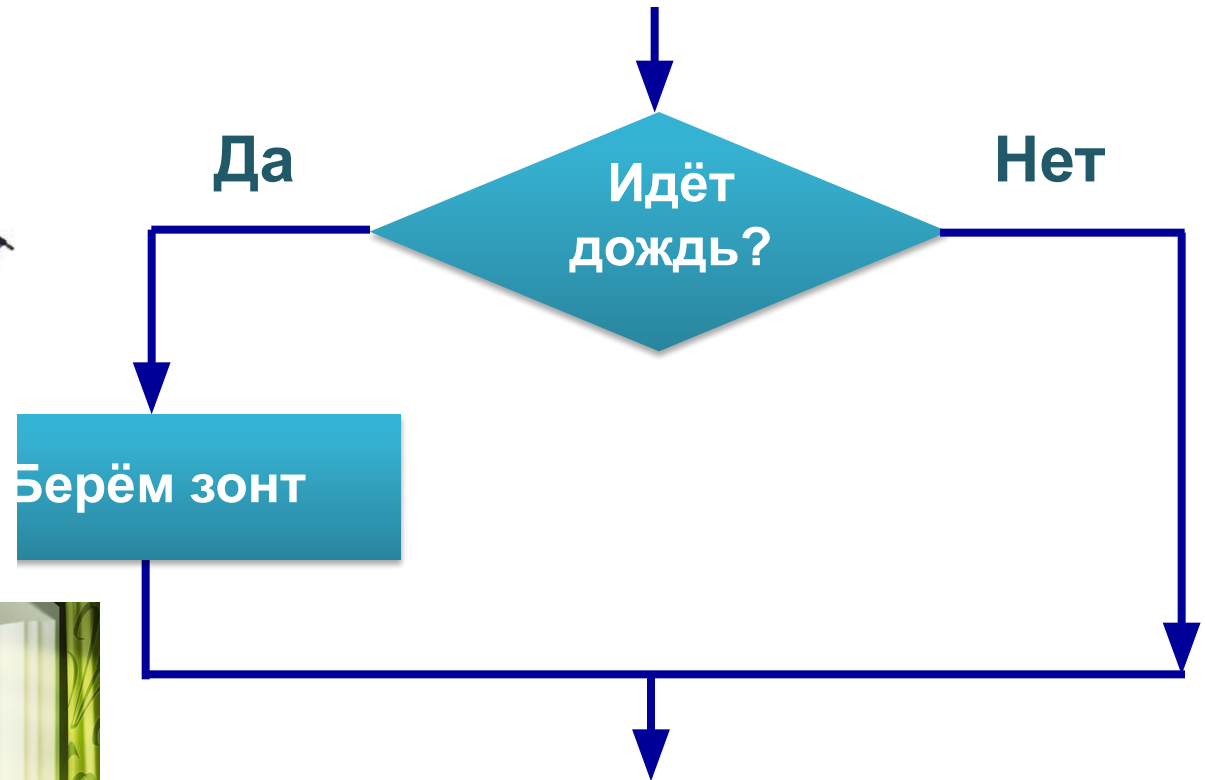 Да
Нет
Идёт
дождь?
Берём зонт